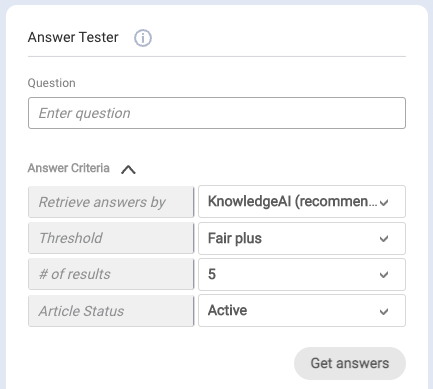 Answer Tester
Question
Enter question
Answer Criteria
Retrieve answers by KnowledgeAI (recommen...
Threshold Fair plus
# of results 5
Article Status Active
Get answers